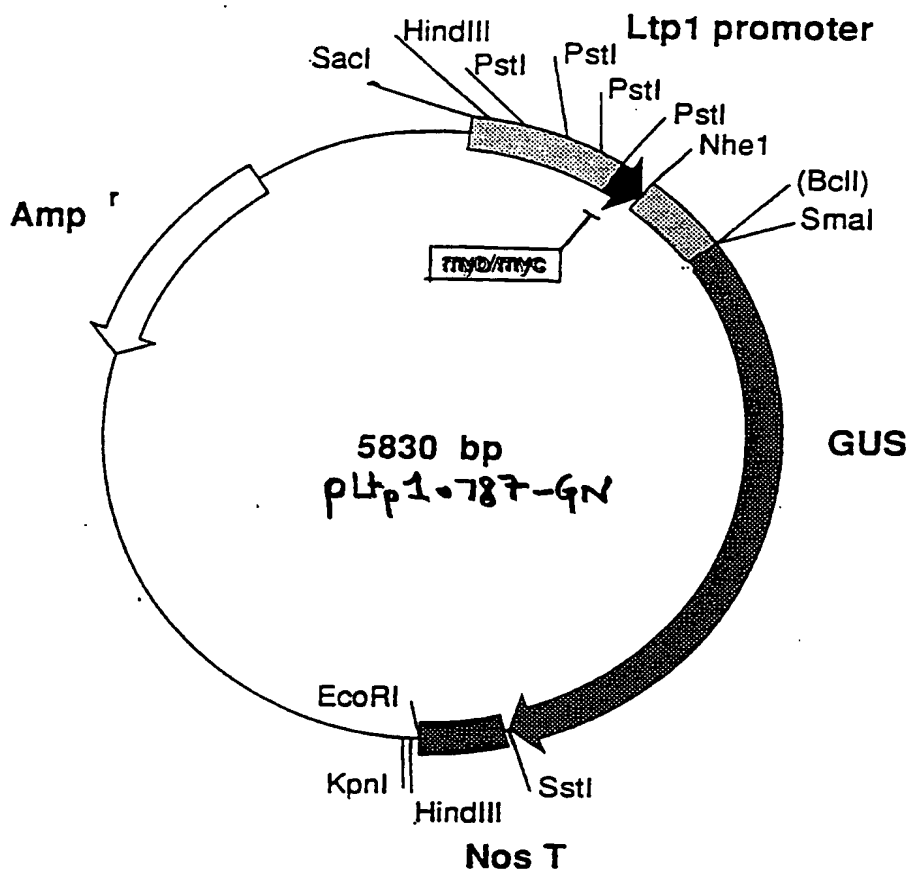 Ltp1 promoter
HindIII
SacI
PstI
PstI
PstI
PstI
Nhe1
(BclI)
SmaI
Amp r
myb/myc
GUS
5830 bp
pLtp1.787-GN
EcoRI
KpnI
HindIII
SstI
Nos T